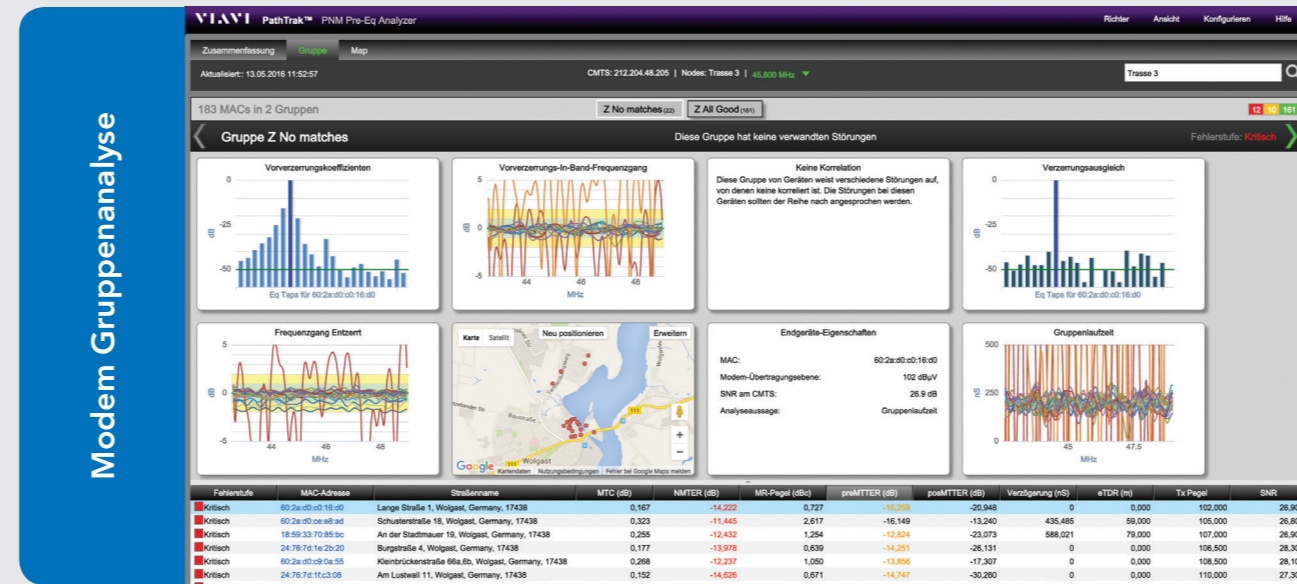 Modem Gruppenanalyse
VIAVI PathTrak™ PNM Pre-Eq Analyzer
Richter Ansicht Konfigurieren Hilfe
Zusammenfassung Gruppe Map
Aktualisiert:: 13.05.2016 11:52:57 CMTS: 212.204.48.205 | Nodes: Trasse 3 | 45,800 MHz Trasse 3
183 MACs in 2 Gruppen Z No matches (22) Z All Good (161) 12 10 161
Gruppe Z No matches Diese Gruppe hat keine verwandten Störungen Fehlerstufe: Kritisch
Vorverzerrungskoeffizienten
0
-25
-50
dB
Eq Taps für 60:2a:d0:c0:16:d0
Vorverzerrungs-In-Band-Frequenzgang
5
0
-5
dB
44 46 48
MHz
Keine Korrelation
Diese Gruppe von Geräten weist verschiedene Störungen auf,
von denen keine korreliert ist. Die Störungen bei diesen
Geräten sollten der Reihe nach angesprochen werden.
Verzerrungsausgleich
0
-25
-50
dB
Eq Taps für 60:2a:d0:c0:16:d0
Frequenzgang Entzerrt
5
0
-5
dB
44 46 48
MHz
Karte Satellit Neu positionieren Erweitern
Baustraße
111
111
Wolgast
+
−
Google Kartendaten Nutzungsbedingungen Fehler bei Google Maps melden
Endgeräte-Eigenschaften
MAC: 60:2a:d0:c0:16:d0
Modem-Übertragungsebene: 102 dBµV
SNR am CMTS: 26.9 dB
Analyseaussage: Gruppenlaufzeit
Gruppenlaufzeit
500
250
0
nS
45 47.5
MHz
Fehlerstufe MAC-Adresse Straßenname MTC (dB) NMTER (dB) MR-Pegel (dBc) preMTTER (dB) posMTTER (dB) Verzögerung (nS) eTDR (m) Tx Pegel SNR
Kritisch 60:2a:d0:c0:16:d0 Lange Straße 1, Wolgast, Germany, 17438 0,167 -14,222 0,727 -20,948 0 0,000 102,000 26,90
Kritisch 60:2a:d0:ce:e8:ad Schusterstraße 18, Wolgast, Germany, 17438 0,323 -11,445 2,617 -16,149 -13,240 435,485 59,000 105,000 26,80
Kritisch 18:59:33:70:85:bc An der Stadtmauer 19, Wolgast, Germany, 17438 0,255 -12,432 1,254 -12,824 -23,073 588,021 79,000 107,000 26,90
Kritisch 24:76:7d:1e:2b:20 Burgstraße 4, Wolgast, Germany, 17438 0,177 -13,978 0,639 -14,251 -26,131 0 0,000 106,500 28,30
Kritisch 60:2a:d0:c9:0a:55 Kleinbrückenstraße 66a,6b, Wolgast, Germany, 17438 0,268 -12,237 1,050 -13,856 -17,307 0 0,000 108,500 28,10
Kritisch 24:76:7d:1f:c3:08 Am Lustwall 11, Wolgast, Germany, 17438 0,152 -14,626 0,671 -14,747 -30,260 0 0,000 110,000 27,30